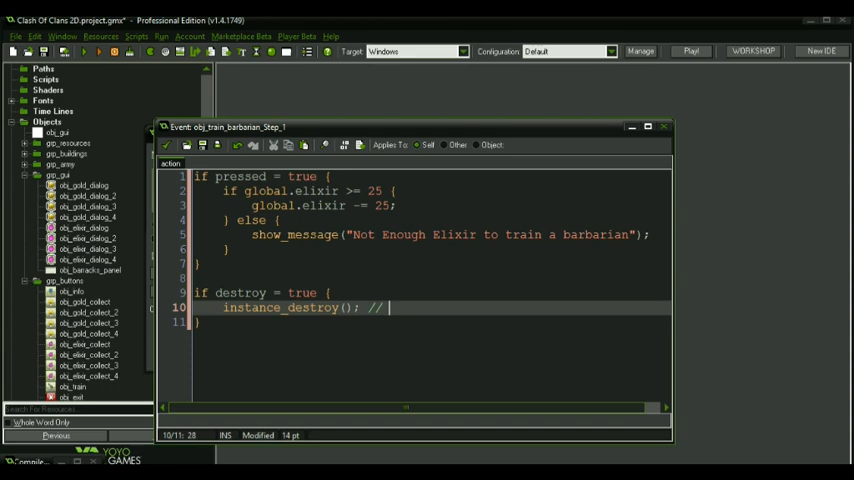 Clash Of Clans 2D.project.gmx* - Professional Edition (v1.4.1749)
File Edit Window Resources Scripts Run Account Marketplace Beta Player Beta Help
Target: Windows Configuration: Default Manage Play! WORKSHOP New IDE
Paths
Sounds
Scripts
Shaders
Fonts
Time Lines
Objects
obj_gui
grp_resources
grp_buildings
grp_army
grp_gui
obj_gold_dialog
obj_gold_dialog_2
obj_gold_dialog_3
obj_gold_dialog_4
obj_elixir_dialog
obj_elixir_dialog_2
obj_elixir_dialog_3
obj_elixir_dialog_4
obj_barracks_panel
grp_buttons
obj_info
obj_gold_collect
obj_gold_collect_2
obj_gold_collect_3
obj_gold_collect_4
obj_elixir_collect
obj_elixir_collect_2
obj_elixir_collect_3
obj_elixir_collect_4
obj_train
obj_exit
Search For Resources
Whole Word Only
Previous
YOYO
GAMES
Compile...
Event: obj_train_barbarian_Step_1
Applies To: Self Other Object:
action
1 if pressed = true {
2 if global.elixir >= 25 {
3 global.elixir -= 25;
4 } else {
5 show_message("Not Enough Elixir to train a barbarian");
6 }
7 }
8
9 if destroy = true {
10 instance_destroy(); //
11 }
10/11: 28 INS Modified 14 pt